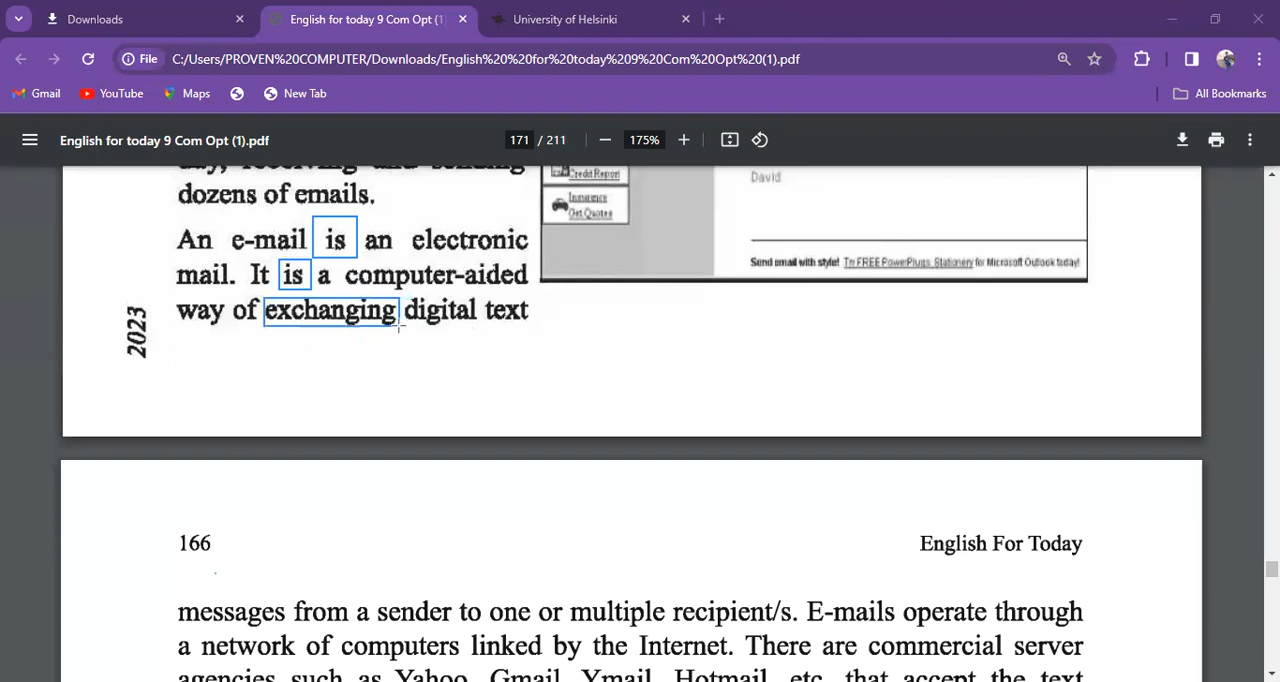 Downloads
English for today 9 Com Opt (1)
University of Helsinki
File
C:/Users/PROVEN%20COMPUTER/Downloads/English%20%20for%20today%209%20Com%20Opt%20(1).pdf
Gmail
YouTube
Maps
New Tab
All Bookmarks
English for today 9 Com Opt (1).pdf
171 / 211
175%
day, receiving and sending
dozens of emails.
An e-mail is an electronic
mail. It is a computer-aided
way of exchanging digital text
2023
Credit Report
Insurance
Get Quotes
David
Send email with style! Try FREE PowerPlugs. Stationery for Microsoft Outlook today!
166
English For Today
messages from a sender to one or multiple recipient/s. E-mails operate through
a network of computers linked by the Internet. There are commercial server
agencies such as Yahoo, Gmail, Ymail, Hotmail, etc. that accept the text